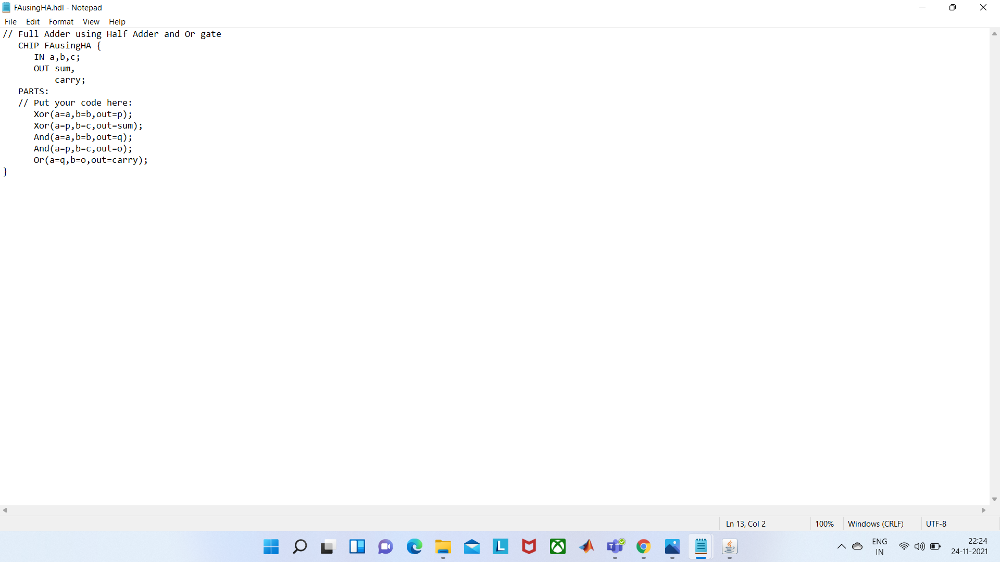 FAusingHA.hdl - Notepad
File Edit Format View Help
// Full Adder using Half Adder and Or gate
CHIP FAusingHA {
IN a,b,c;
OUT sum,
carry;
PARTS:
// Put your code here:
Xor(a=a,b=b,out=p);
Xor(a=p,b=c,out=sum);
And(a=a,b=b,out=q);
And(a=p,b=c,out=o);
Or(a=q,b=o,out=carry);
}
Ln 13, Col 2 100% Windows (CRLF) UTF-8
L
T
ENG
IN
22:24
24-11-2021